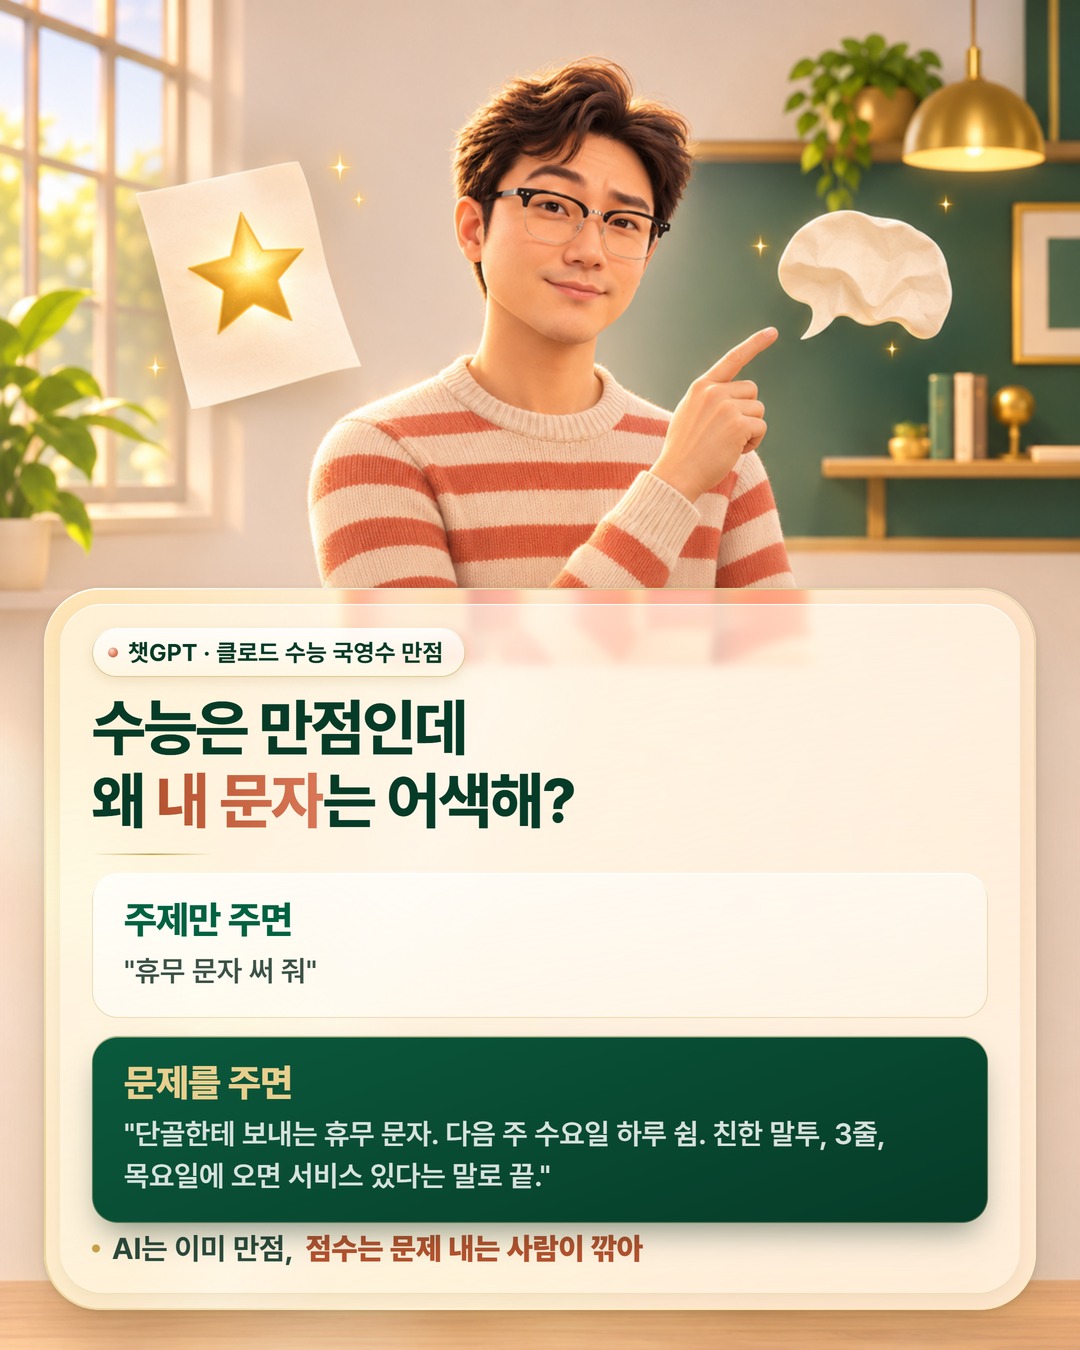 챗GPT · 클로드 수능 국영수 만점
수능은 만점인데
왜 내 문자는 어색해?
주제만 주면
"휴무 문자 써 줘"
문제를 주면
"단골한테 보내는 휴무 문자. 다음 주 수요일 하루 쉼. 친한 말투, 3줄,
목요일에 오면 서비스 있다는 말로 끝."
• AI는 이미 만점, 점수는 문제 내는 사람이 깎아